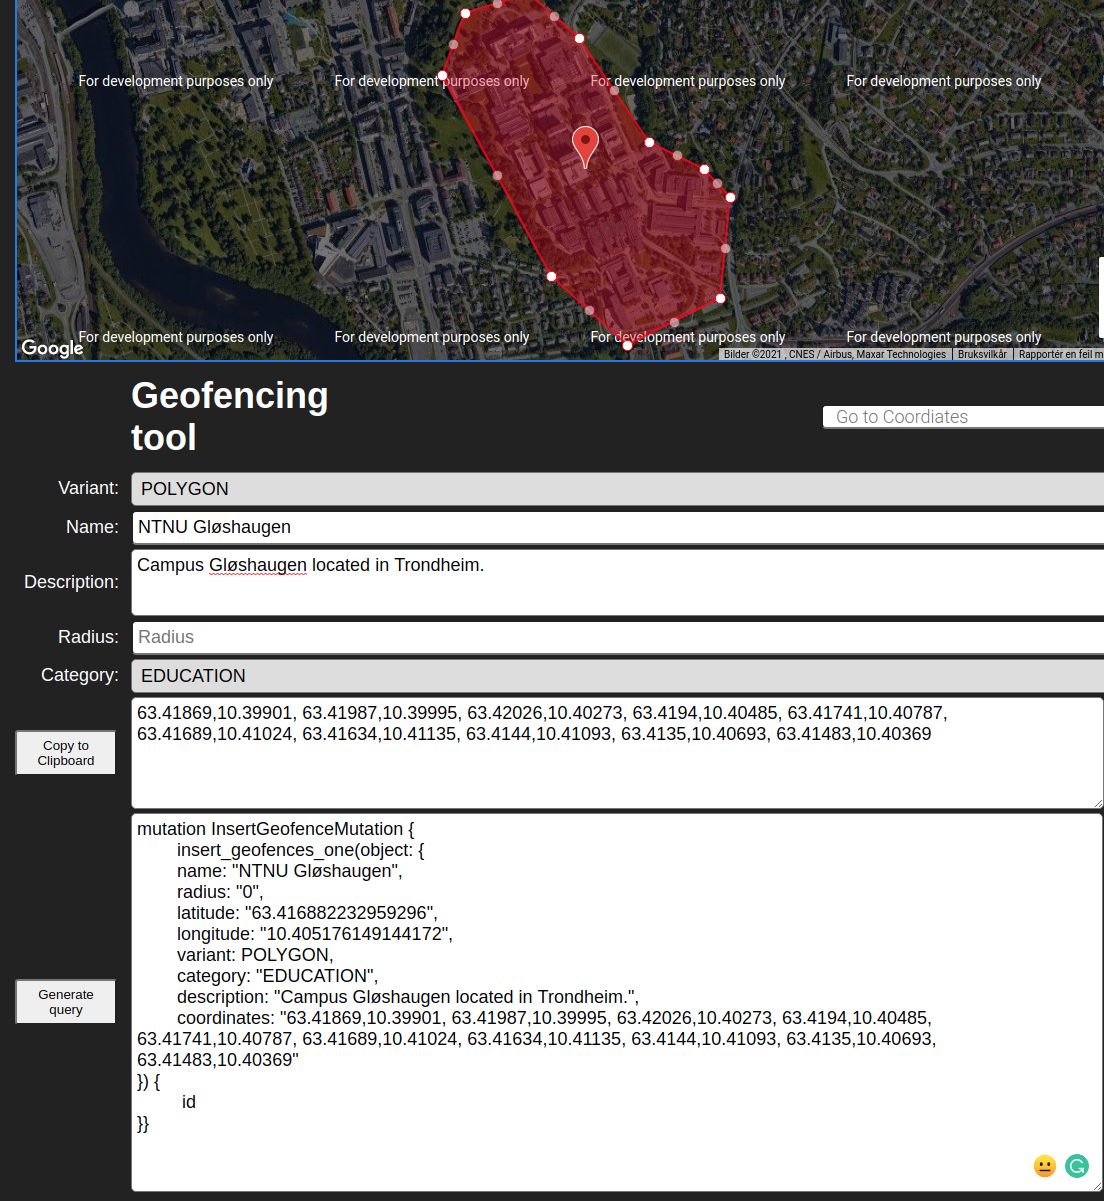 For development purposes only For development purposes only For development purposes only For development purposes only
For development purposes only For development purposes only For development purposes only For development purposes only
Google
Bilder ©2021 , CNES / Airbus, Maxar Technologies Bruksvilkår Rapportér en feil m
Geofencing
tool
Go to Coordiates
Variant: POLYGON
Name: NTNU Gløshaugen
Description: Campus Gløshaugen located in Trondheim.
Radius: Radius
Category: EDUCATION
63.41869,10.39901, 63.41987,10.39995, 63.42026,10.40273, 63.4194,10.40485, 63.41741,10.40787,
63.41689,10.41024, 63.41634,10.41135, 63.4144,10.41093, 63.4135,10.40693, 63.41483,10.40369
Copy to
Clipboard
mutation InsertGeofenceMutation {
insert_geofences_one(object: {
name: "NTNU Gløshaugen",
radius: "0",
latitude: "63.416882232959296",
longitude: "10.405176149144172",
variant: POLYGON,
category: "EDUCATION",
description: "Campus Gløshaugen located in Trondheim.",
coordinates: "63.41869,10.39901, 63.41987,10.39995, 63.42026,10.40273, 63.4194,10.40485,
63.41741,10.40787, 63.41689,10.41024, 63.41634,10.41135, 63.4144,10.41093, 63.4135,10.40693,
63.41483,10.40369"
}) {
id
}}
Generate
query